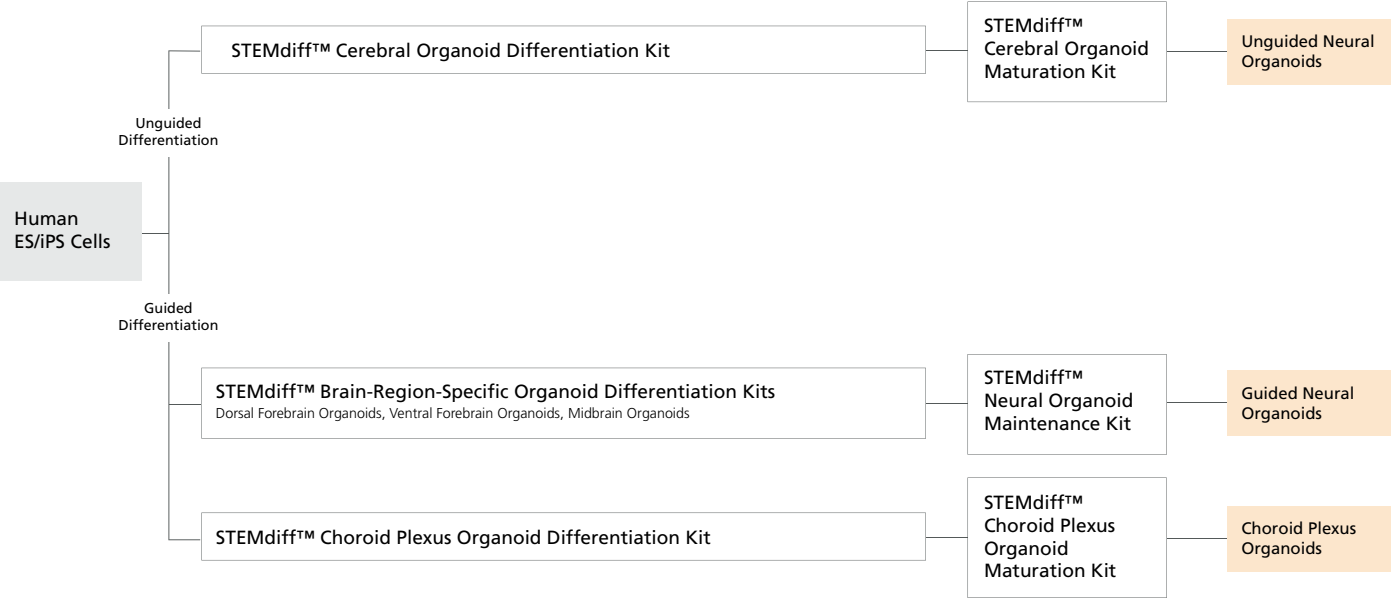 STEMdiff™ Cerebral Organoid Differentiation Kit
STEMdiff™
Cerebral Organoid
Maturation Kit
Unguided Neural
Organoids
Unguided
Differentiation
Human
ES/iPS Cells
Guided
Differentiation
STEMdiff™ Brain-Region-Specific Organoid Differentiation Kits
Dorsal Forebrain Organoids, Ventral Forebrain Organoids, Midbrain Organoids
STEMdiff™
Neural Organoid
Maintenance Kit
Guided Neural
Organoids
STEMdiff™ Choroid Plexus Organoid Differentiation Kit
STEMdiff™
Choroid Plexus
Organoid
Maturation Kit
Choroid Plexus
Organoids